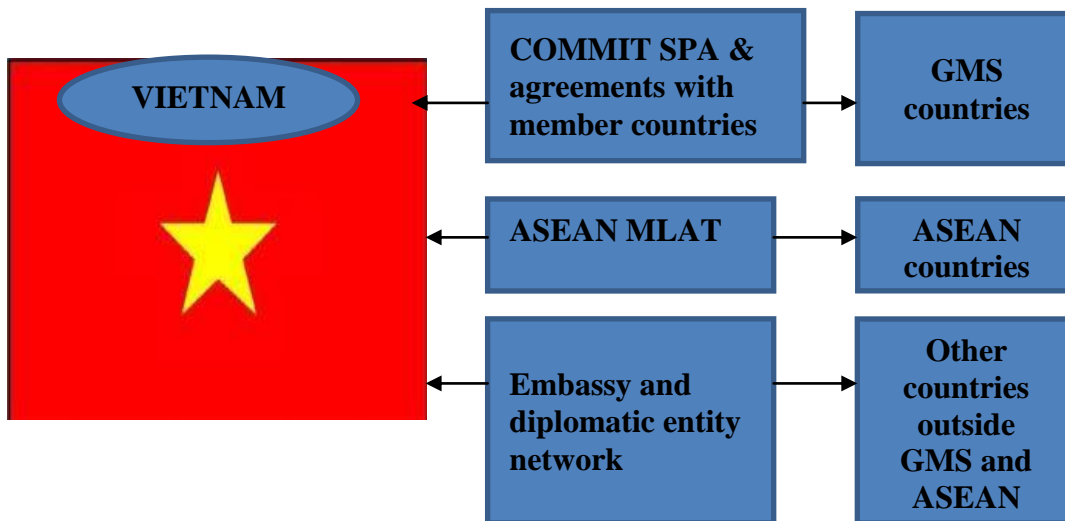 VIETNAM
COMMIT SPA &
agreements with
member countries
GMS
countries
ASEAN MLAT
ASEAN
countries
Embassy and
diplomatic entity
network
Other
countries
outside
GMS and
ASEAN